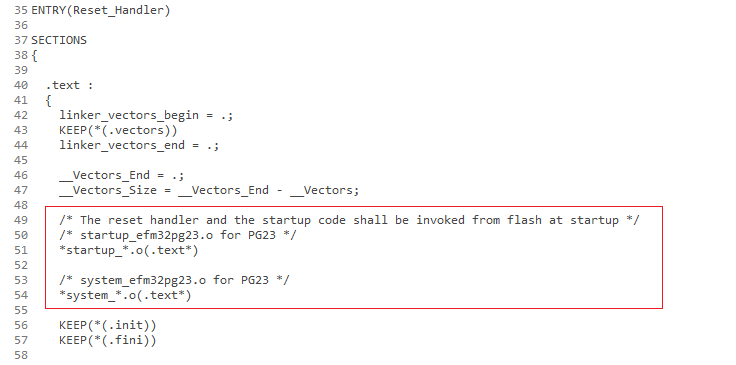 35 ENTRY(Reset_Handler)
36
37 SECTIONS
38 {
39
40 .text :
41 {
42 linker_vectors_begin = .;
43 KEEP(*(.vectors))
44 linker_vectors_end = .;
45
46 __Vectors_End = .;
47 __Vectors_Size = __Vectors_End - __Vectors;
48
49 /* The reset handler and the startup code shall be invoked from flash at startup */
50 /* startup_efm32pg23.o for PG23 */
51 *startup_*.o(.text*)
52
53 /* system_efm32pg23.o for PG23 */
54 *system_*.o(.text*)
55
56 KEEP(*(.init))
57 KEEP(*(.fini))
58